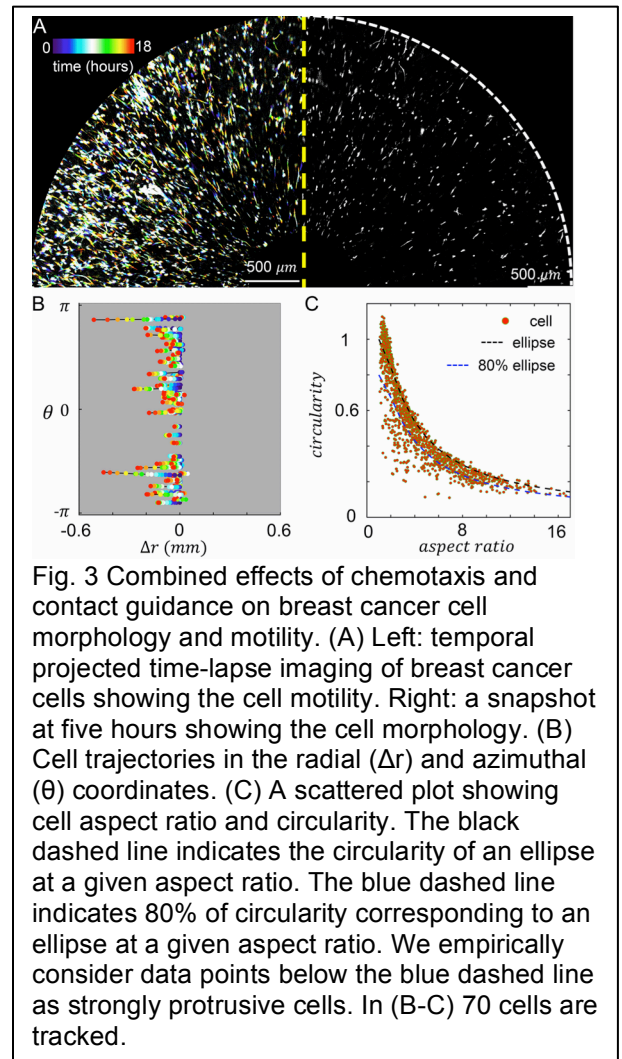 A
0 18
time (hours)
500 μm
500 μm
B
π
θ 0
-π
-0.6 0 0.6
Δr (mm)
C
cell
ellipse
80% ellipse
1
circularity
0.6
0
0 4 8 12 16
aspect ratio
Fig. 3 Combined effects of chemotaxis and
contact guidance on breast cancer cell
morphology and motility. (A) Left: temporal
projected time-lapse imaging of breast cancer
cells showing the cell motility. Right: a snapshot
at five hours showing the cell morphology. (B)
Cell trajectories in the radial (Δr) and azimuthal
(θ) coordinates. (C) A scattered plot showing
cell aspect ratio and circularity. The black
dashed line indicates the circularity of an ellipse
at a given aspect ratio. The blue dashed line
indicates 80% of circularity corresponding to an
ellipse at a given aspect ratio. We empirically
consider data points below the blue dashed line
as strongly protrusive cells. In (B-C) 70 cells are
tracked.